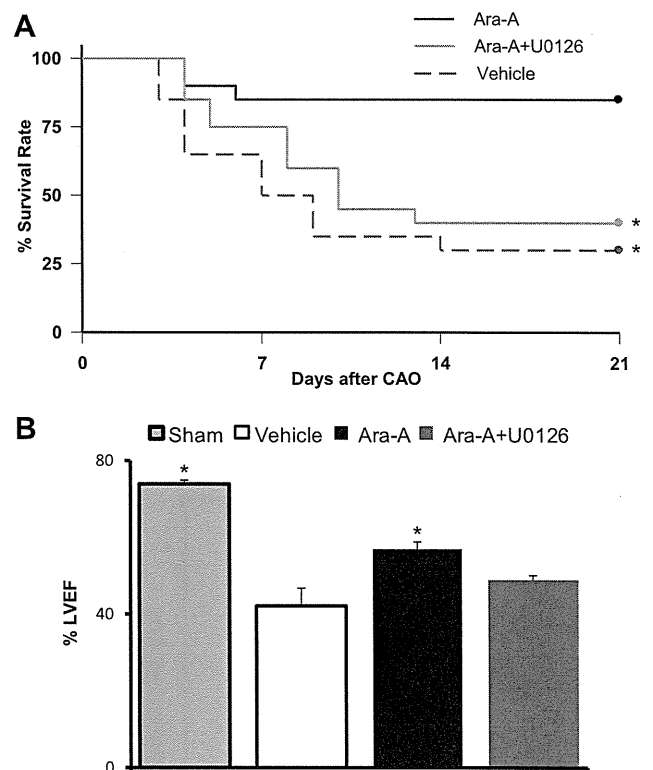 A
Ara-A
Ara-A+U0126
Vehicle
100
75
50
25
0
*
*
% Survival Rate
0 7 14 21
Days after CAO
B
Sham Vehicle Ara-A Ara-A+U0126
80
40
0
* *
% LVEF